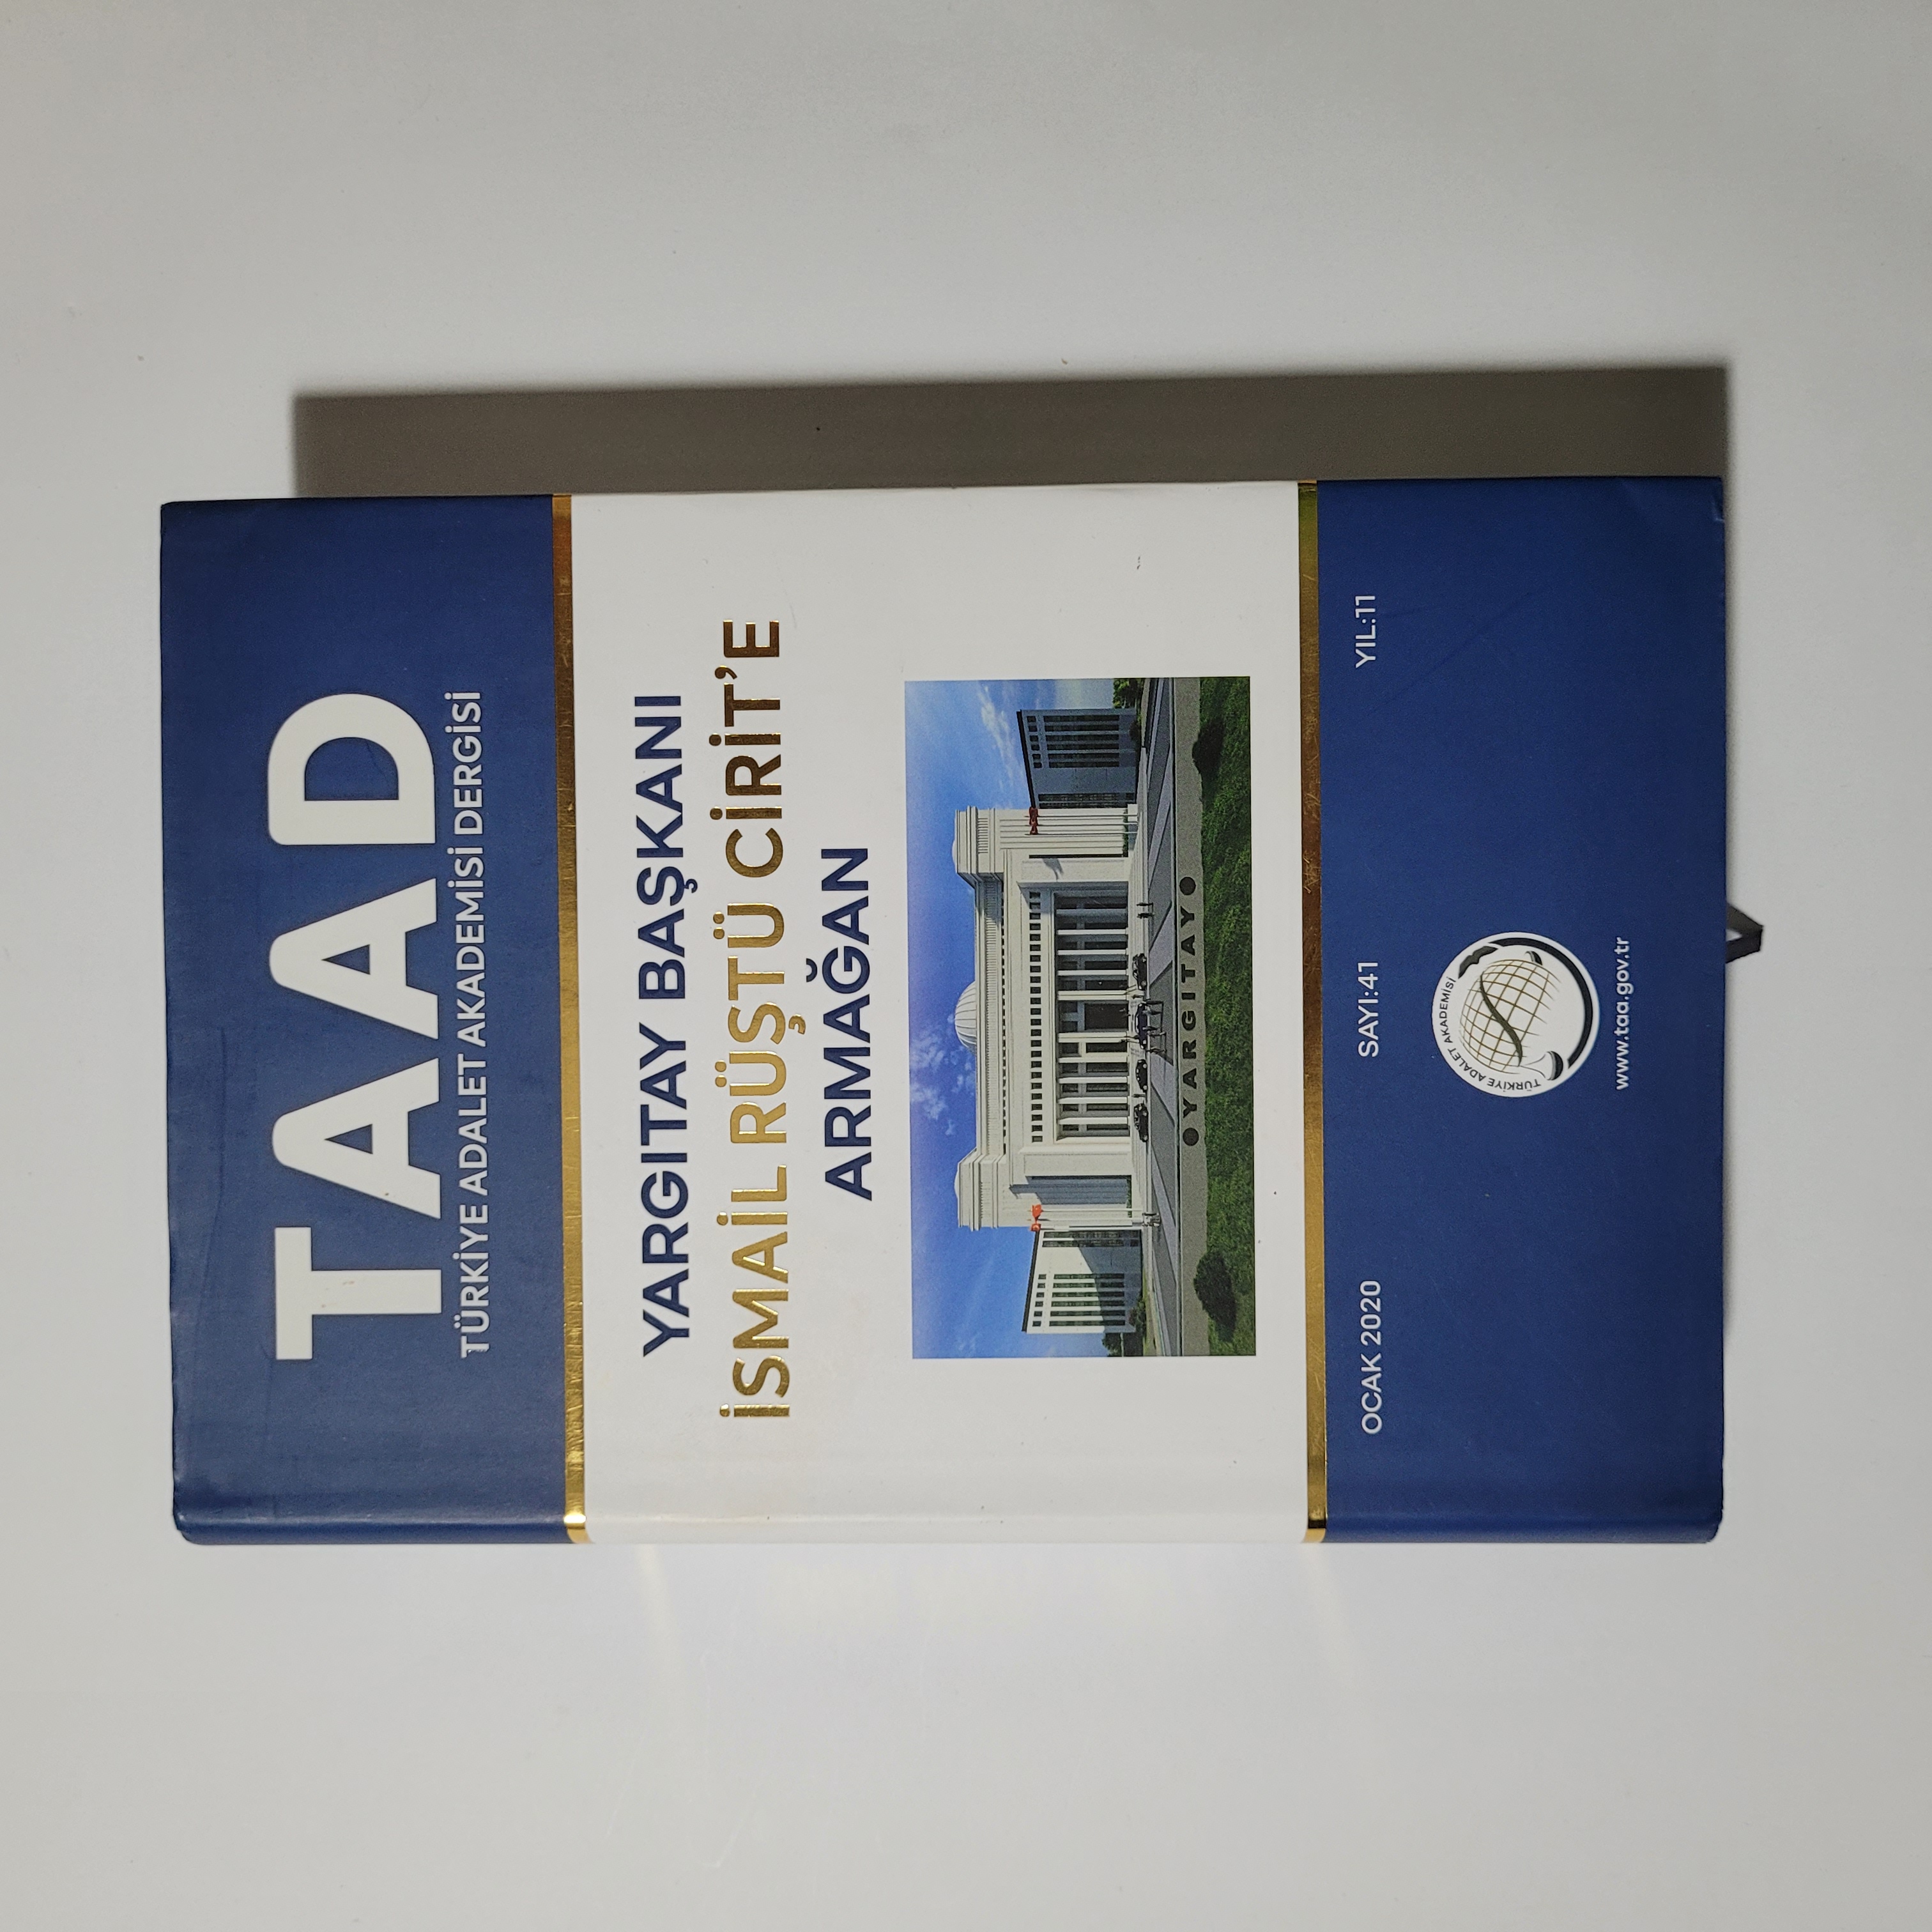 TAAD
TÜRKİYE ADALET AKADEMİSİ DERGİSİ
YARGITAY BAŞKANI
İSMAİL RÜŞTÜ CİRİT'E
ARMAĞAN
YARGITAY
OCAK 2020 SAYI:41 YIL:11
TÜRKİYE ADALET AKADEMİSİ
www.taa.gov.tr